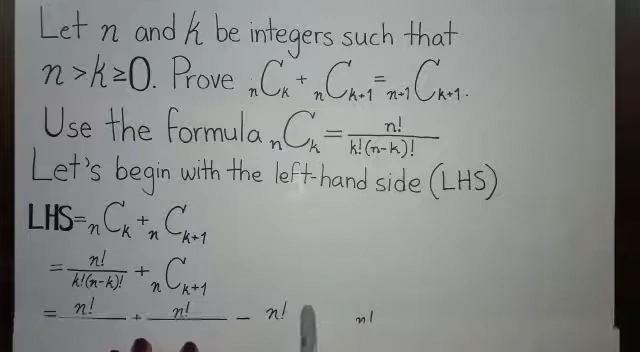 Let n and k be integers such that
n > k ≥ 0. Prove ₙCₖ + ₙCₖ₊₁ = ₙ₊₁Cₖ₊₁.
Use the formula ₙCₖ = n!/k!(n-k)!
Let's begin with the left-hand side (LHS)
LHS = ₙCₖ + ₙCₖ₊₁
= n!/k!(n-k)! + ₙCₖ₊₁
= n! + n! - n! n!